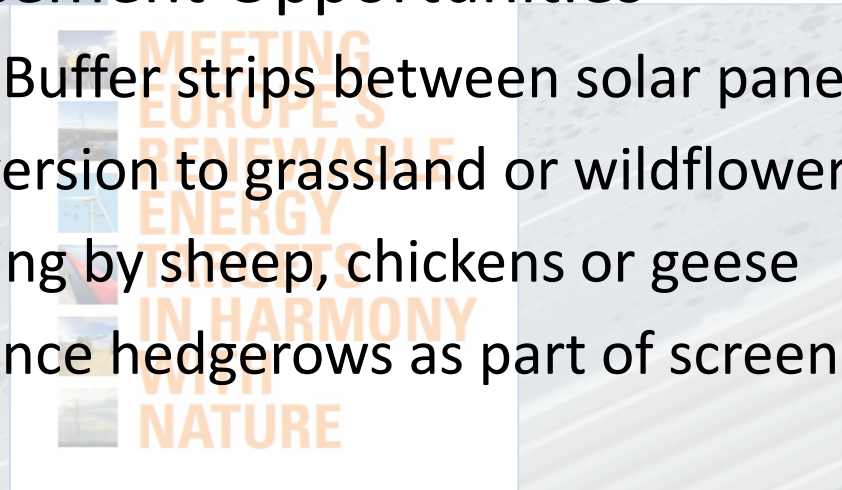 Opportunities
Buffer strips between solar pane
ersion to grassland or wildflower
ng by sheep, chickens or geese
nce hedgerows as part of screen
MEETING
EUROPE'S
RENEWABLE
ENERGY
TARGETS
IN HARMONY
WITH
NATURE